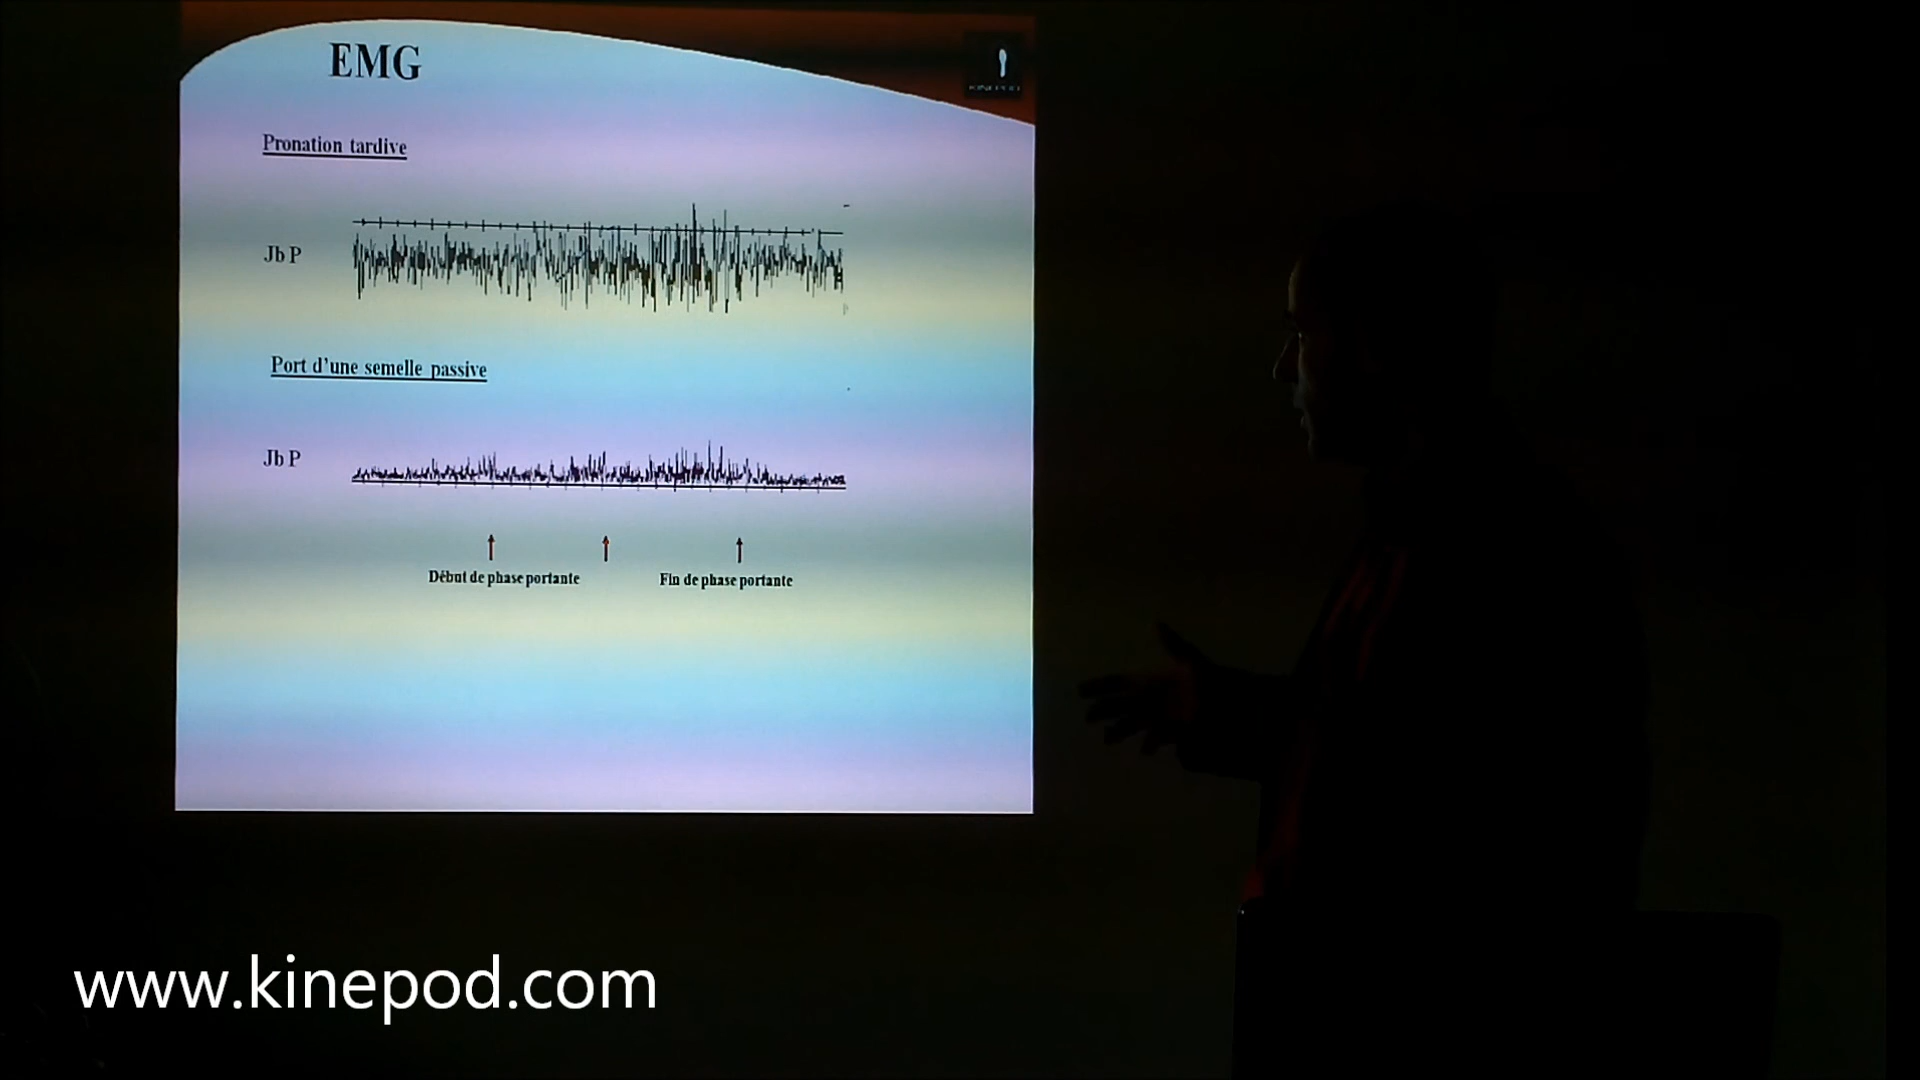 EMG
KINEPOD
Pronation tardive
Jb P
Port d'une semelle passive
Jb P
Début de phase portante
Fin de phase portante
www.kinepod.com